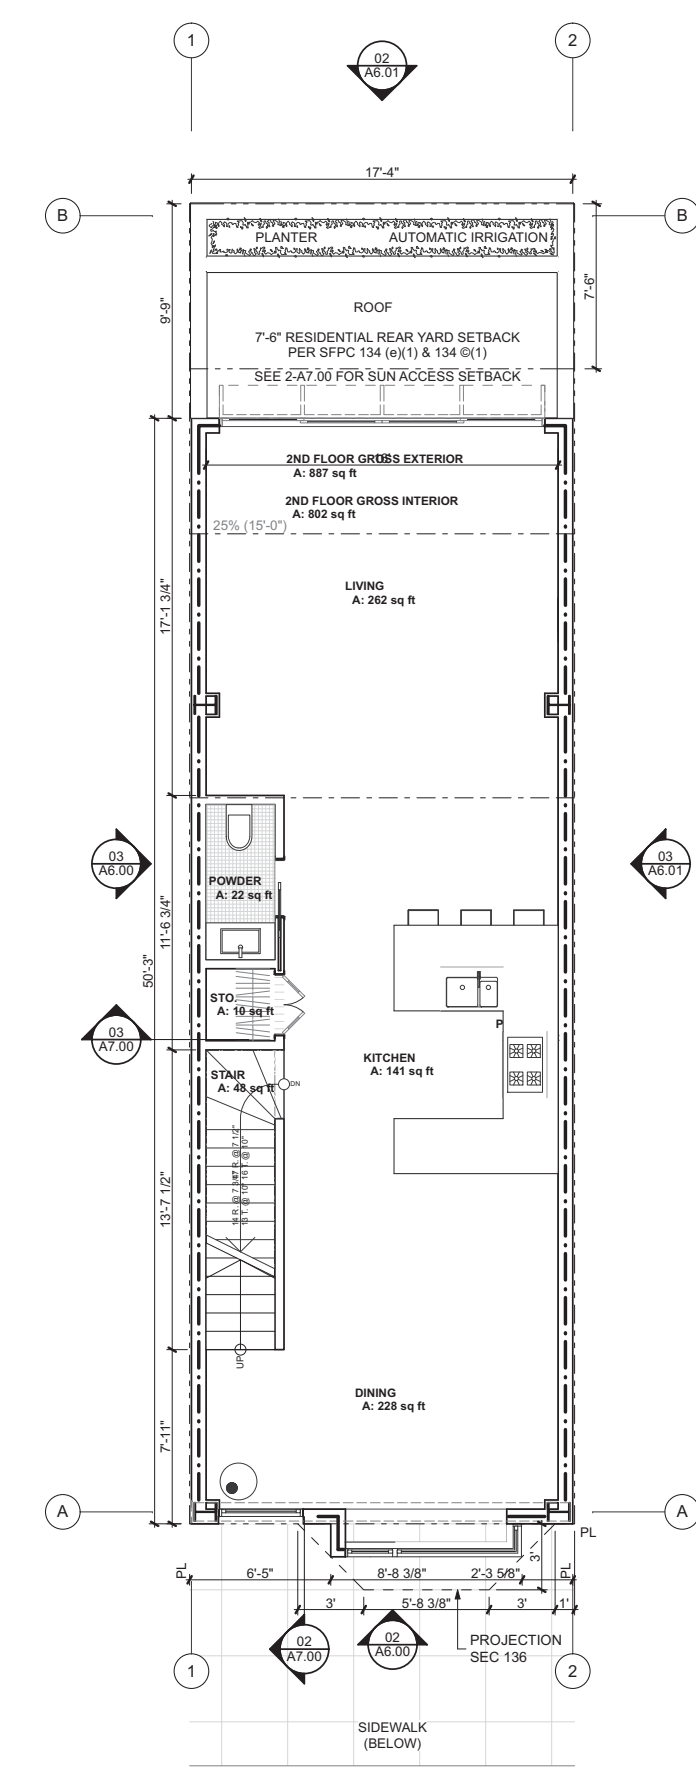 1
2
02
A6.01
17'-4"
B
B
PLANTER
AUTOMATIC IRRIGATION
9'-9"
7'-6"
ROOF
7'-6" RESIDENTIAL REAR YARD SETBACK
PER SFPC 134 (e)(1) & 134 ©(1)
SEE 2-A7.00 FOR SUN ACCESS SETBACK
2ND FLOOR GROSS EXTERIOR
A: 887 sq ft
2ND FLOOR GROSS INTERIOR
A: 802 sq ft
25% (15'-0")
LIVING
A: 262 sq ft
17'-1 3/4"
03
A6.00
03
A6.01
POWDER
A: 22 sq ft
11'-6 3/4"
50'-3"
STO.
A: 10 sq ft
P
03
A7.00
KITCHEN
A: 141 sq ft
STAIR
A: 48 sq ft
DN
13'-7 1/2"
13 T. @ 10"
16 T. @ 10"
UP
DINING
A: 228 sq ft
7'-11"
A
A
PL
PL
PL
3'
6'-5"
8'-8 3/8"
2'-3 5/8"
3'
5'-8 3/8"
3'
1'
02
A7.00
02
A6.00
PROJECTION
SEC 136
1
2
SIDEWALK
(BELOW)